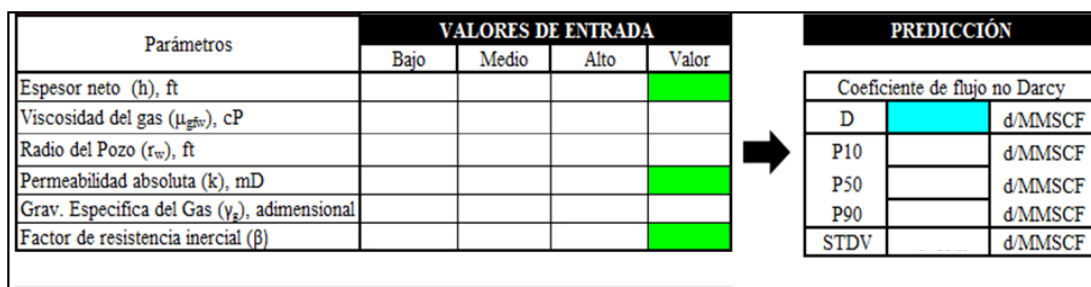 Parámetros
VALORES DE ENTRADA
Bajo Medio Alto Valor
Espesor neto (h), ft
Viscosidad del gas (μgfw), cP
Radio del Pozo (rw), ft
Permeabilidad absoluta (k), mD
Grav. Especifica del Gas (γg), adimensional
Factor de resistencia inercial (β)
PREDICCIÓN
Coeficiente de flujo no Darcy
D d/MMSCF
P10 d/MMSCF
P50 d/MMSCF
P90 d/MMSCF
STDV d/MMSCF